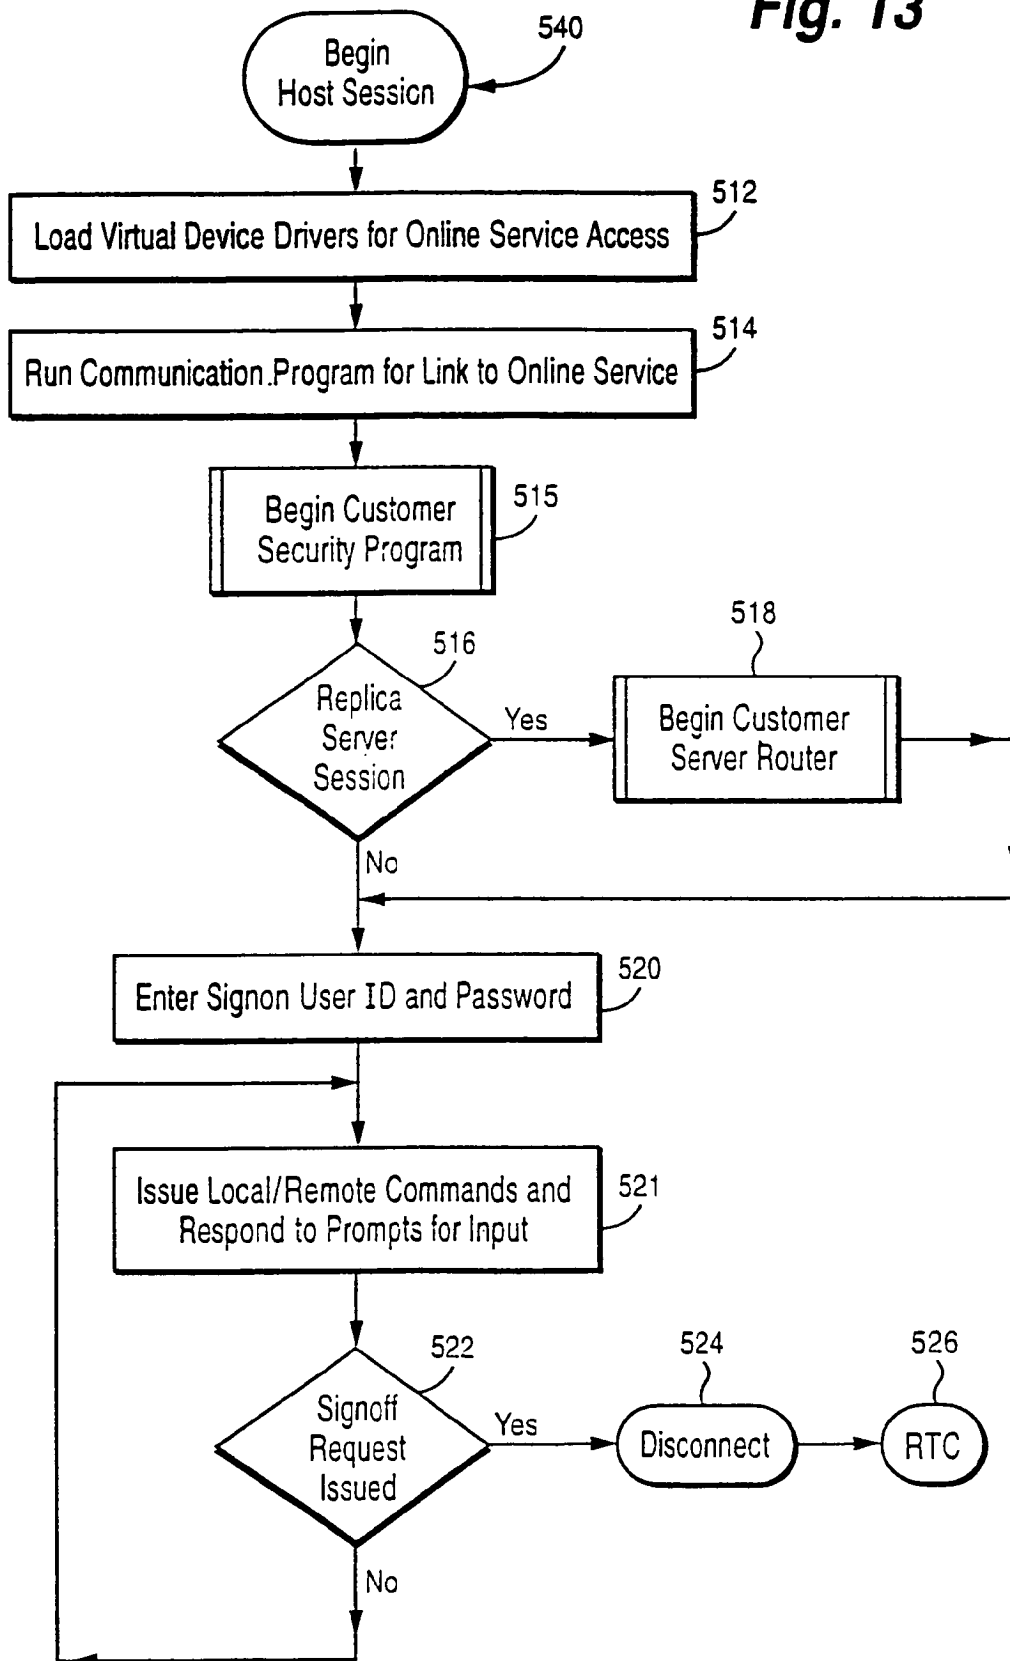 Fig. 13
Begin
Host Session
540
Load Virtual Device Drivers for Online Service Access
512
Run Communication.Program for Link to Online Service
514
Begin Customer
Security Program
515
Replica
Server
Session
516
Yes
Begin Customer
Server Router
518
No
Enter Signon User ID and Password
520
Issue Local/Remote Commands and
Respond to Prompts for Input
521
Signoff
Request
Issued
522
Yes
Disconnect
524
RTC
526
No